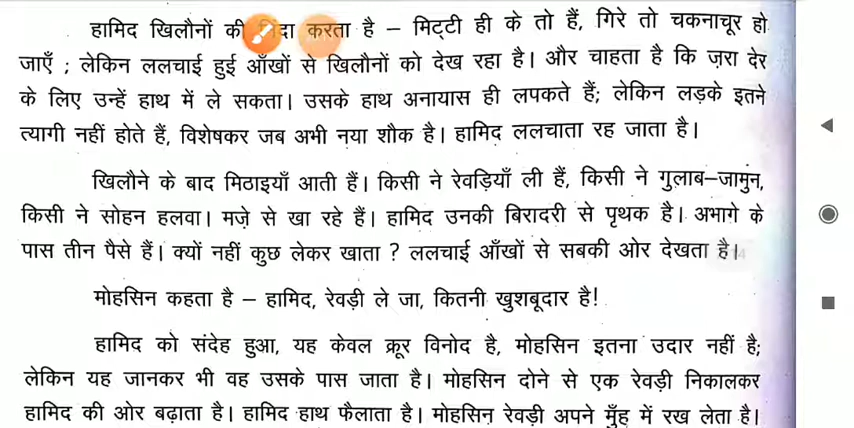 हामिद खिलौनों की निंदा करता है – मिट्टी ही के तो हैं, गिरे तो चकनाचूर हो
जाएँ ; लेकिन ललचाई हुई आँखों से खिलौनों को देख रहा है। और चाहता है कि ज़रा देर
के लिए उन्हें हाथ में ले सकता। उसके हाथ अनायास ही लपकते हैं; लेकिन लड़के इतने
त्यागी नहीं होते हैं, विशेषकर जब अभी नया शौक है। हामिद ललचाता रह जाता है।
खिलौने के बाद मिठाइयाँ आती हैं। किसी ने रेवड़ियाँ ली हैं, किसी ने गुलाब–जामुन,
किसी ने सोहन हलवा। मज़े से खा रहे हैं। हामिद उनकी बिरादरी से पृथक है। अभागे के
पास तीन पैसे हैं। क्यों नहीं कुछ लेकर खाता ? ललचाई आँखों से सबकी ओर देखता है।
मोहसिन कहता है – हामिद, रेवड़ी ले जा, कितनी खुशबूदार है!
हामिद को संदेह हुआ, यह केवल क्रूर विनोद है, मोहसिन इतना उदार नहीं है;
लेकिन यह जानकर भी वह उसके पास जाता है। मोहसिन दोने से एक रेवड़ी निकालकर
हामिद की ओर बढ़ाता है। हामिद हाथ फैलाता है। मोहसिन रेवड़ी अपने मुँह में रख लेता है।